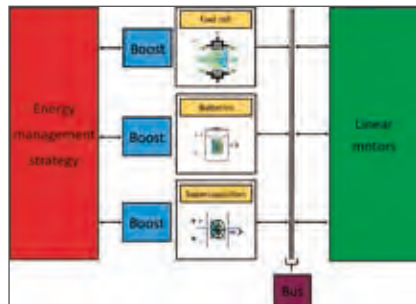 Fuel cell
Boost
Batteries
Energy
management
strategy
Boost
Linear
motors
Supercapacitors
Boost
Bus